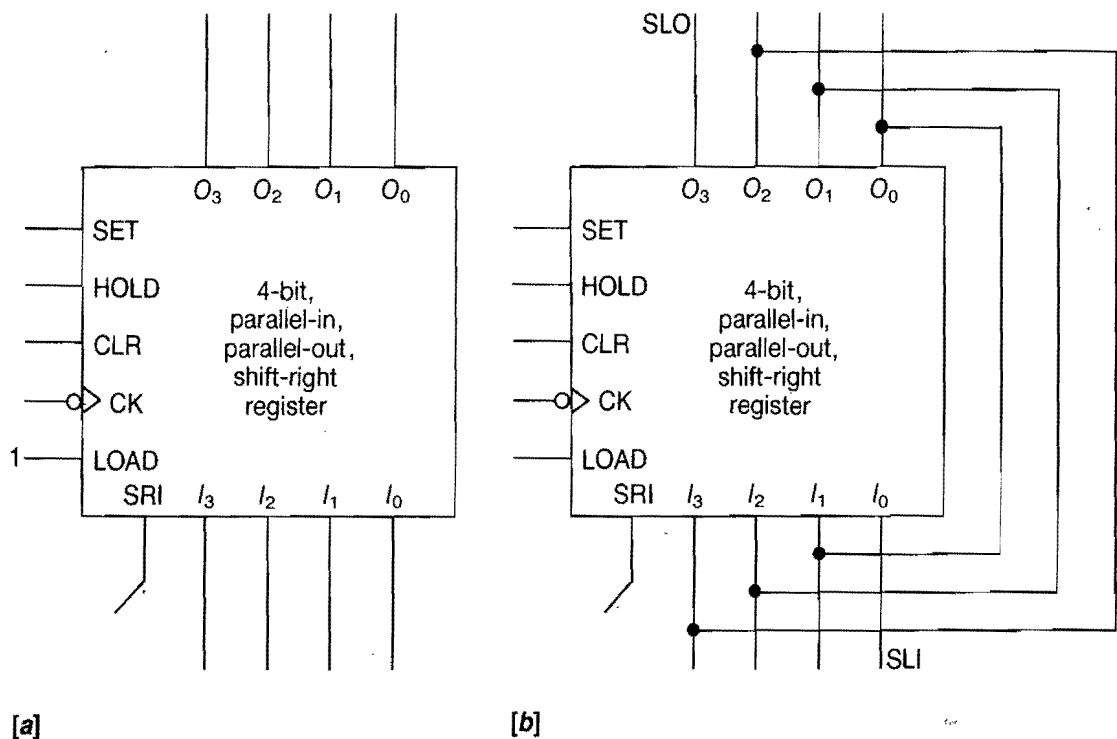 SLO
O₃ O₂ O₁ O₀
SET
HOLD
CLR
CK
1 LOAD
4-bit,
parallel-in,
parallel-out,
shift-right
register
SRI I₃ I₂ I₁ I₀
O₃ O₂ O₁ O₀
SET
HOLD
CLR
CK
LOAD
4-bit,
parallel-in,
parallel-out,
shift-right
register
SRI I₃ I₂ I₁ I₀
SLI
[a]
[b]